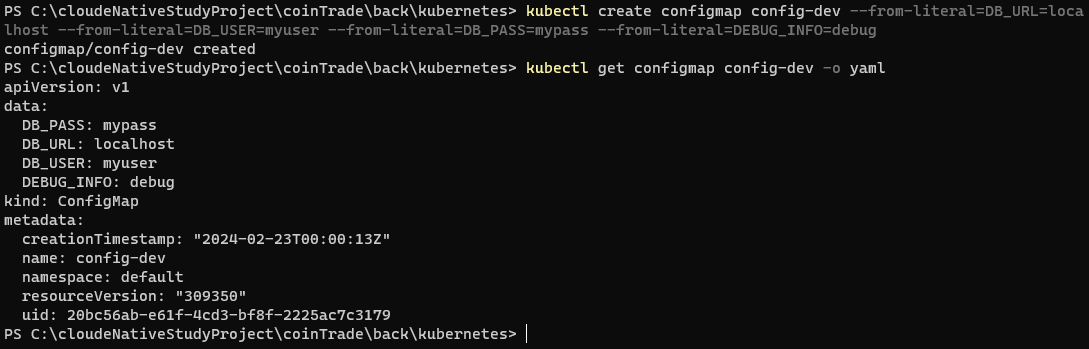 PS C:\cloudeNativeStudyProject\coinTrade\back\kubernetes> kubectl create configmap config-dev --from-literal=DB_URL=loca
lhost --from-literal=DB_USER=myuser --from-literal=DB_PASS=mypass --from-literal=DEBUG_INFO=debug
configmap/config-dev created
PS C:\cloudeNativeStudyProject\coinTrade\back\kubernetes> kubectl get configmap config-dev -o yaml
apiVersion: v1
data:
  DB_PASS: mypass
  DB_URL: localhost
  DB_USER: myuser
  DEBUG_INFO: debug
kind: ConfigMap
metadata:
  creationTimestamp: "2024-02-23T00:00:13Z"
  name: config-dev
  namespace: default
  resourceVersion: "309350"
  uid: 20bc56ab-e61f-4cd3-bf8f-2225ac7c3179
PS C:\cloudeNativeStudyProject\coinTrade\back\kubernetes>